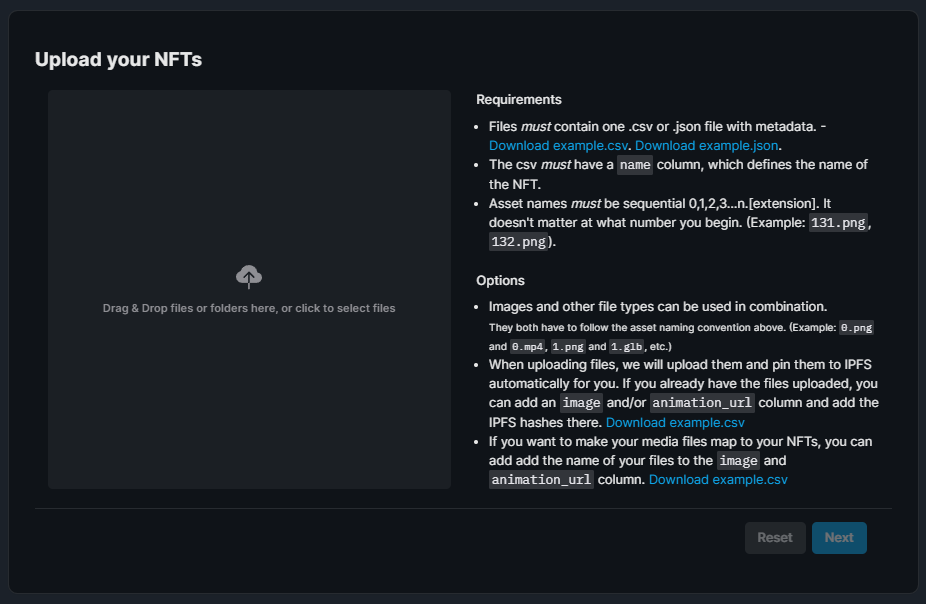 Upload your NFTs
Drag & Drop files or folders here, or click to select files
Requirements
Files must contain one .csv or .json file with metadata. -
Download example.csv. Download example.json.
The csv must have a name column, which defines the name of
the NFT.
Asset names must be sequential 0,1,2,3...n.[extension]. It
doesn't matter at what number you begin. (Example: 131.png,
132.png).
Options
Images and other file types can be used in combination.
They both have to follow the asset naming convention above. (Example: 0.png
and 0.mp4, 1.png and 1.glb, etc.)
When uploading files, we will upload them and pin them to IPFS
automatically for you. If you already have the files uploaded, you
can add an image and/or animation_url column and add the
IPFS hashes there. Download example.csv
If you want to make your media files map to your NFTs, you can
add add the name of your files to the image and
animation_url column. Download example.csv
Reset Next